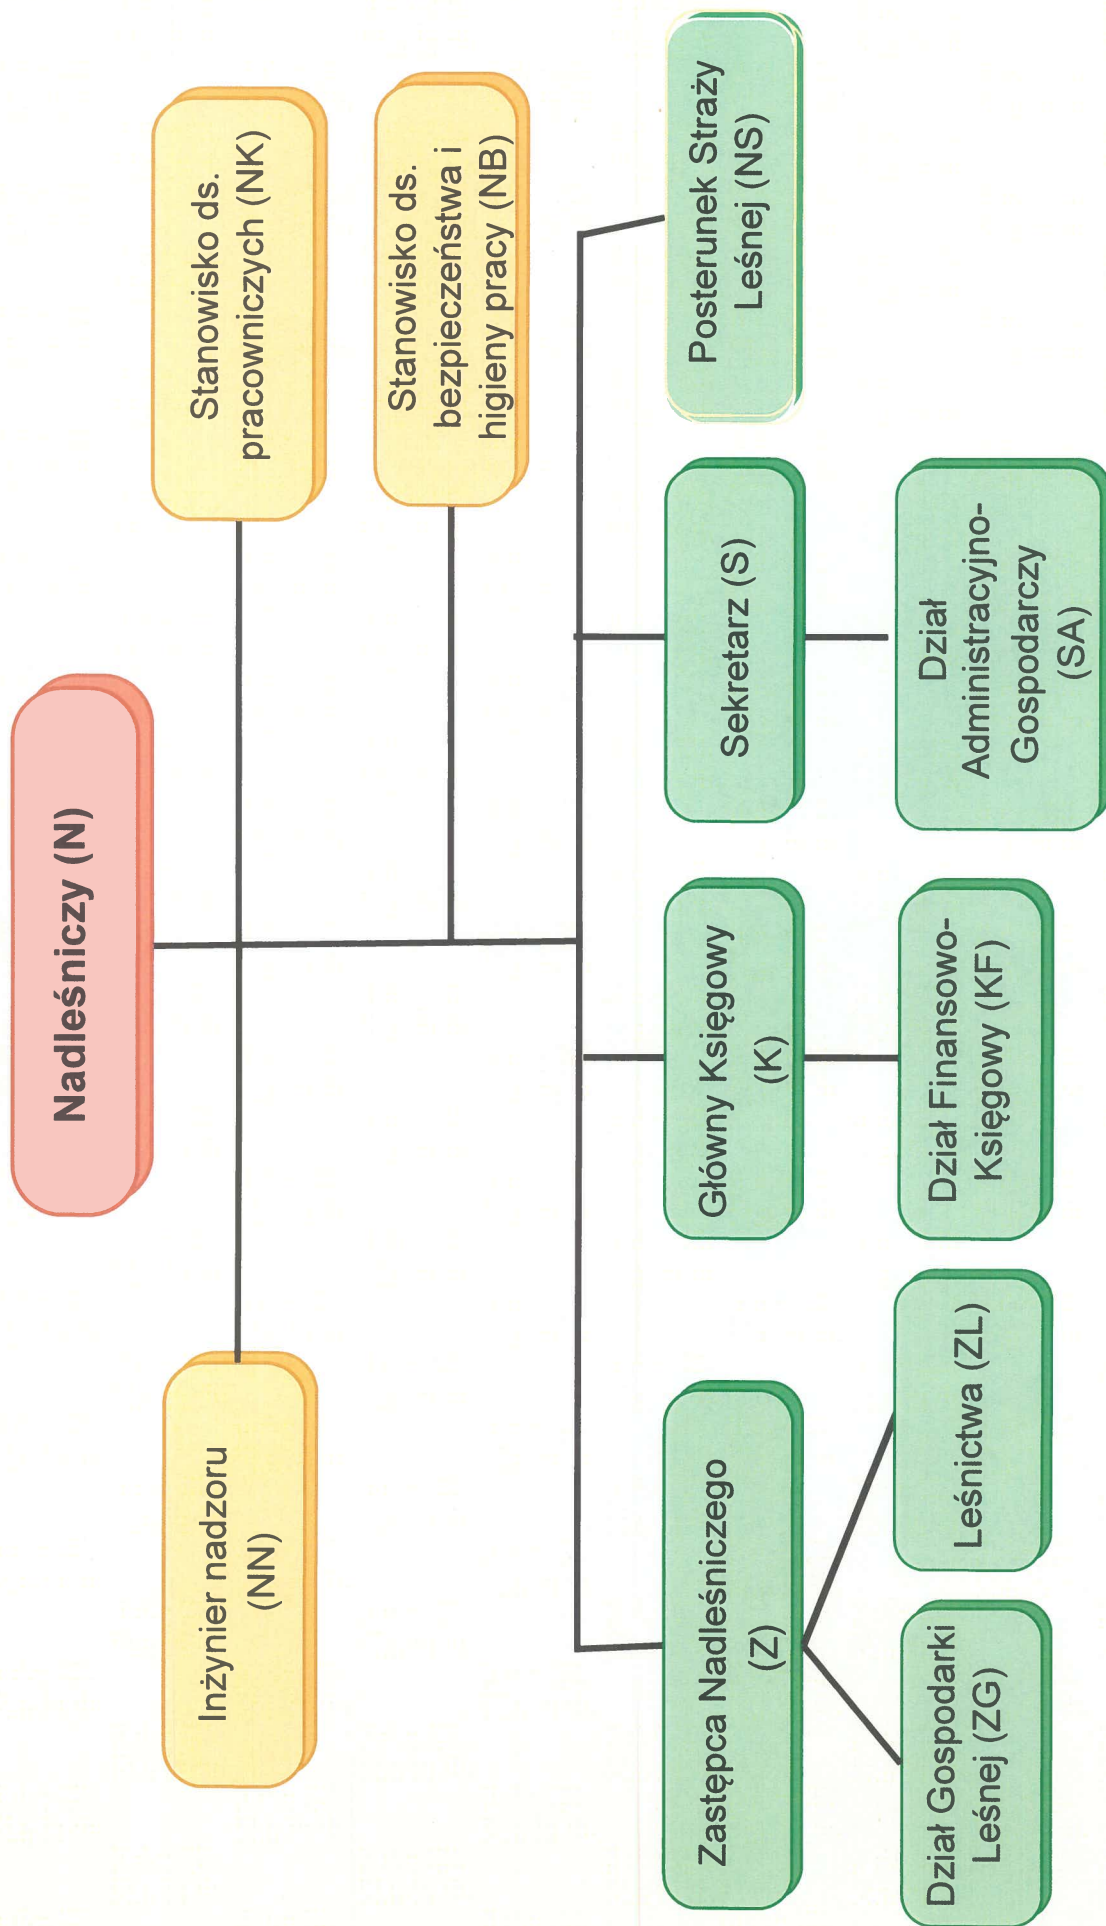 Nadleśniczy (N)
Inżynier nadzoru
(NN)
Stanowisko ds.
pracowniczych (NK)
Stanowisko ds.
bezpieczeństwa i
higieny pracy (NB)
Zastępca Nadleśniczego
(Z)
Główny Księgowy
(K)
Sekretarz (S)
Posterunek Straży
Leśnej (NS)
Dział Gospodarki
Leśnej (ZG)
Leśnictwa (ZL)
Dział Finansowo-
Księgowy (KF)
Dział
Administracyjno-
Gospodarczy
(SA)